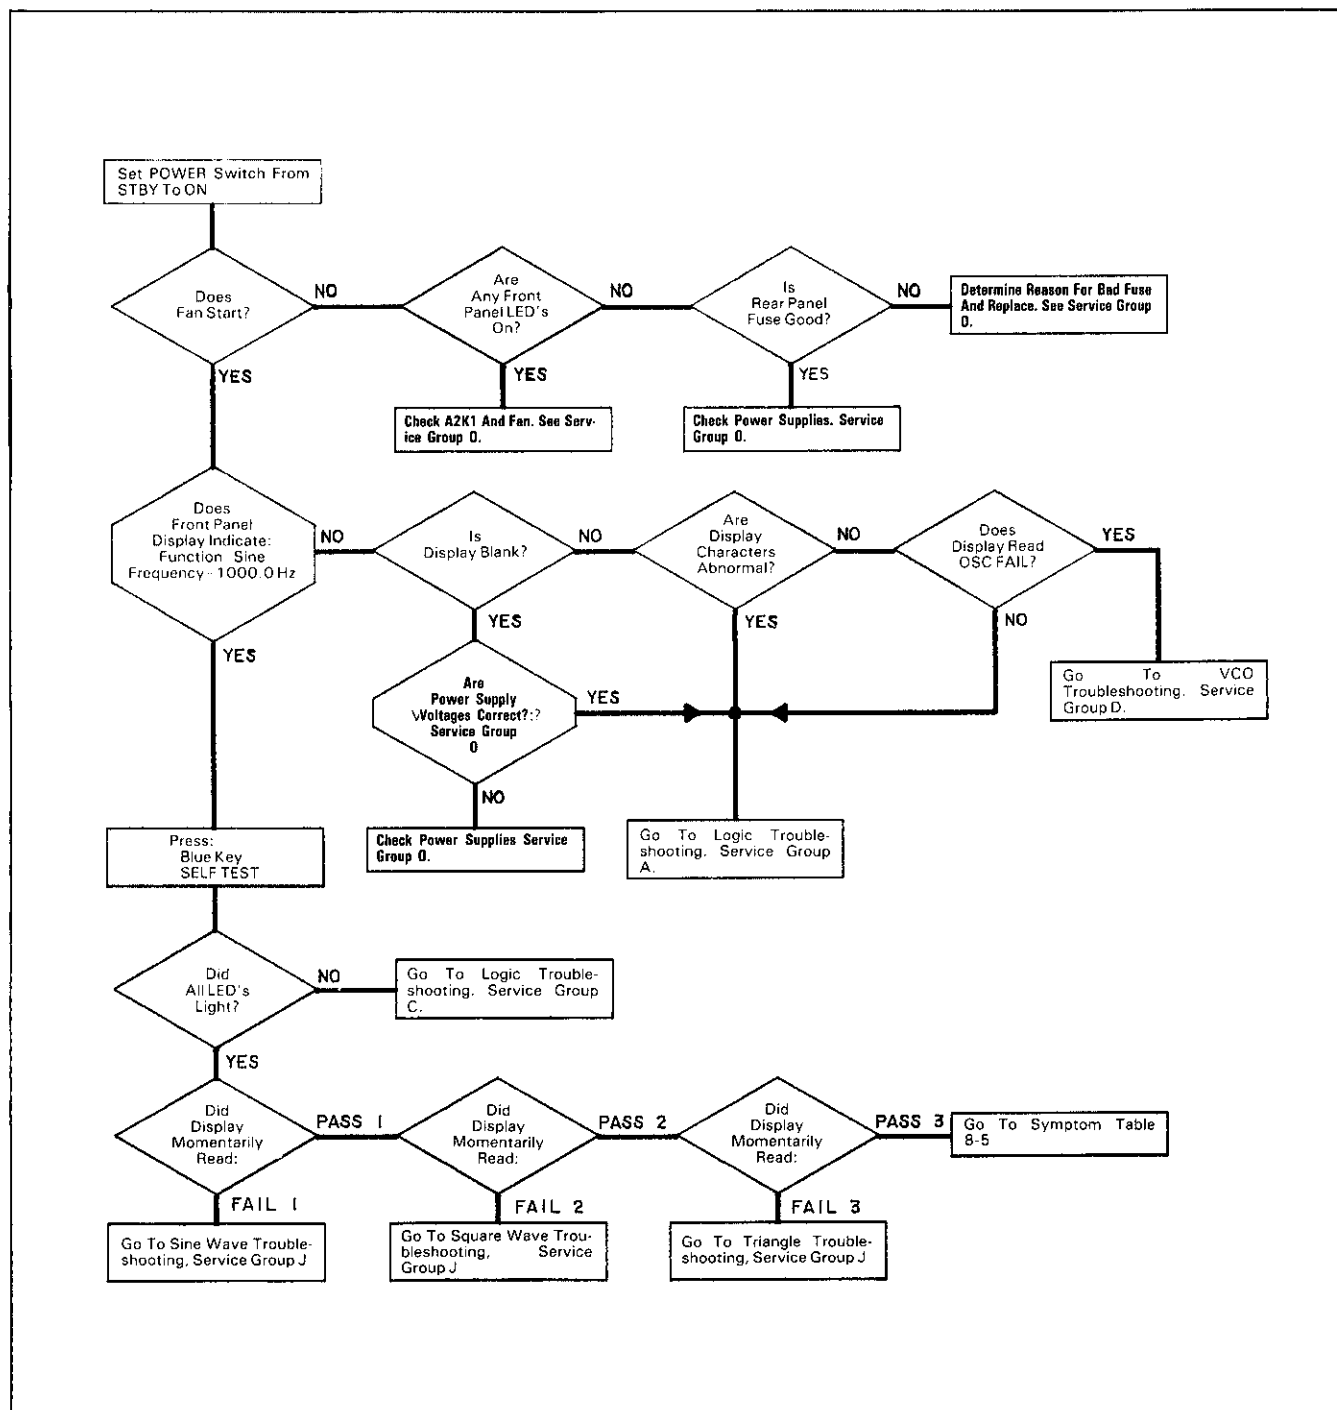 Set POWER Switch From
STBY To ON
Does
Fan Start?
NO
Are
Any Front
Panel LED's
On?
NO
Is
Rear Panel
Fuse Good?
NO
Determine Reason For Bad Fuse
And Replace. See Service Group
O.
YES
YES
YES
Check A2K1 And Fan. See Serv-
ice Group O.
Check Power Supplies. Service
Group O.
Does
Front Panel
Display Indicate:
Function Sine
Frequency - 1000.0 Hz
NO
Is
Display Blank?
NO
Are
Display
Characters
Abnormal?
NO
Does
Display Read
OSC FAIL?
YES
YES
YES
YES
NO
Are
Power Supply
Voltages Correct?:?
Service Group
O
YES
Go To VCO
Troubleshooting. Service
Group D.
NO
Check Power Supplies Service
Group O.
Go To Logic Trouble-
shooting. Service Group
A.
Press:
Blue Key
SELF TEST
Did
All LED's
Light?
NO
Go To Logic Trouble-
shooting. Service Group
C.
YES
Did
Display
Momentarily
Read:
PASS 1
Did
Display
Momentarily
Read:
PASS 2
Did
Display
Momentarily
Read:
PASS 3
Go To Symptom Table
8-5
FAIL 1
FAIL 2
FAIL 3
Go To Sine Wave Trouble-
shooting, Service Group J
Go To Square Wave Trou-
bleshooting, Service
Group J
Go To Triangle Trouble-
shooting, Service Group J